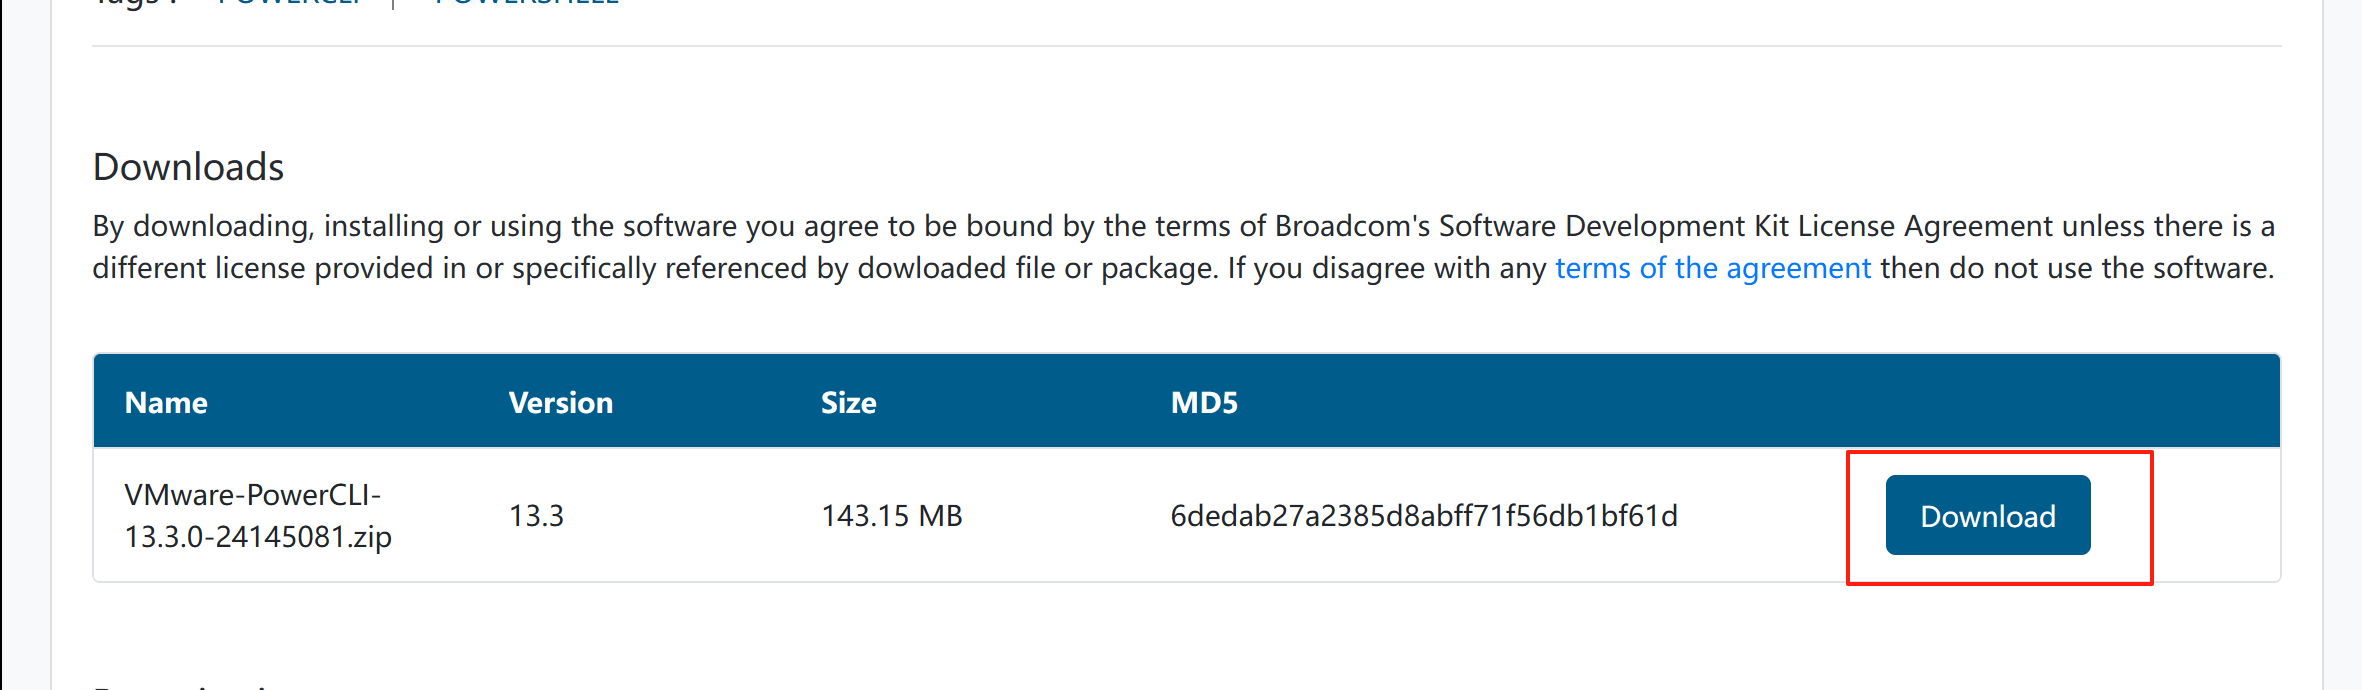 Tags : POWERCLI | POWERSHELL
Downloads
By downloading, installing or using the software you agree to be bound by the terms of Broadcom's Software Development Kit License Agreement unless there is a
different license provided in or specifically referenced by dowloaded file or package. If you disagree with any terms of the agreement then do not use the software.
Name Version Size MD5
VMware-PowerCLI-
13.3.0-24145081.zip 13.3 143.15 MB 6dedab27a2385d8abff71f56db1bf61d Download